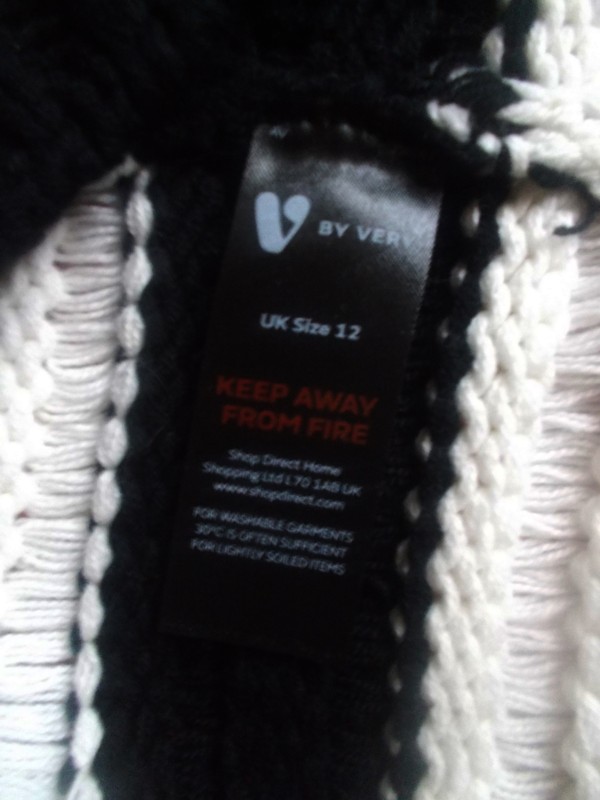 V BY VERY
UK Size 12
KEEP AWAY
FROM FIRE
Shop Direct Home
Shopping Ltd L70 1AB UK
www.shopdirect.com
FOR WASHABLE GARMENTS
30°C IS OFTEN SUFFICIENT
FOR LIGHTLY SOILED ITEMS